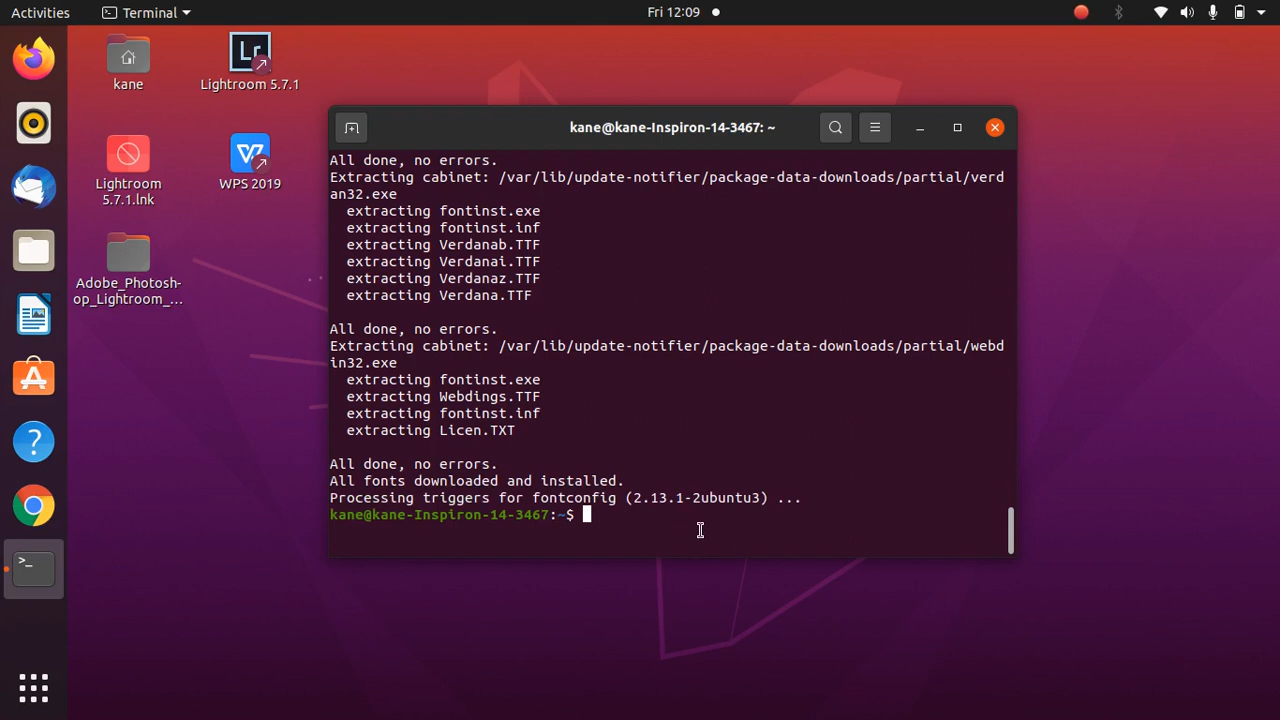 Activities
Terminal
Fri 12:09
kane
Lr
Lightroom 5.7.1
Lightroom
5.7.1.lnk
WPS 2019
Adobe_Photosh-
op_Lightroom_...
kane@kane-Inspiron-14-3467: ~
All done, no errors.
Extracting cabinet: /var/lib/update-notifier/package-data-downloads/partial/verd
an32.exe
  extracting fontinst.exe
  extracting fontinst.inf
  extracting Verdanab.TTF
  extracting Verdanai.TTF
  extracting Verdanaz.TTF
  extracting Verdana.TTF
All done, no errors.
Extracting cabinet: /var/lib/update-notifier/package-data-downloads/partial/webd
in32.exe
  extracting fontinst.exe
  extracting Webdings.TTF
  extracting fontinst.inf
  extracting Licen.TXT
All done, no errors.
All fonts downloaded and installed.
Processing triggers for fontconfig (2.13.1-2ubuntu3) ...
kane@kane-Inspiron-14-3467:~$